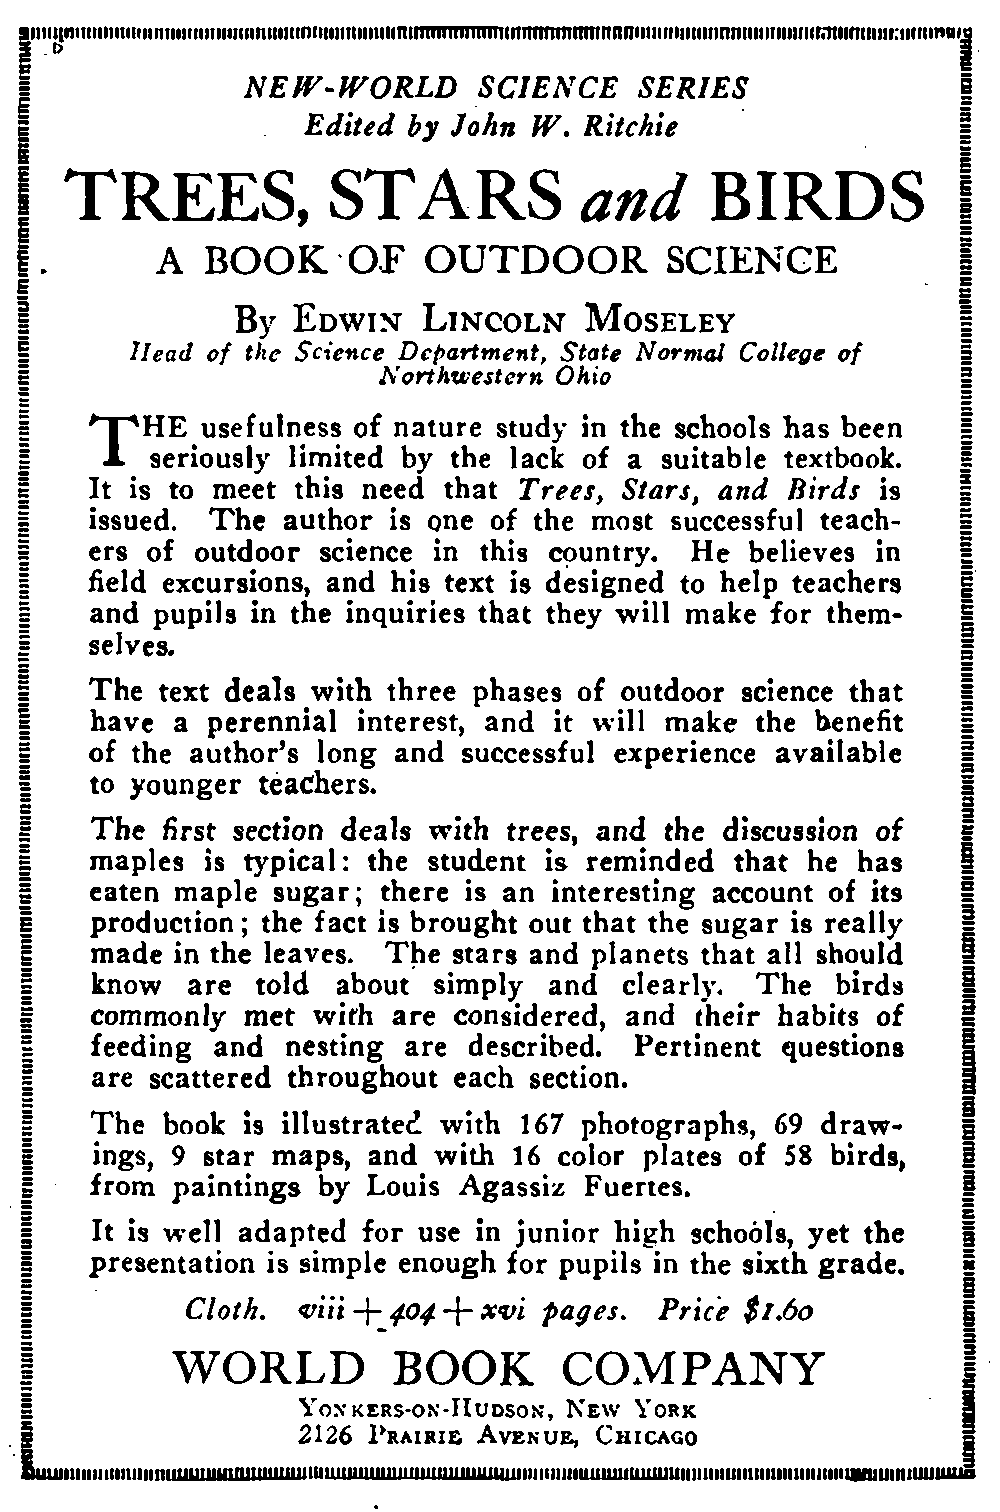 NEW-WORLD SCIENCE SERIES
Edited by John W. Ritchie
TREES, STARS and BIRDS
A BOOK OF OUTDOOR SCIENCE
By EDWIN LINCOLN MOSELEY
Head of the Science Department, State Normal College of
Northwestern Ohio
THE usefulness of nature study in the schools has been
seriously limited by the lack of a suitable textbook.
It is to meet this need that Trees, Stars, and Birds is
issued. The author is one of the most successful teach-
ers of outdoor science in this country. He believes in
field excursions, and his text is designed to help teachers
and pupils in the inquiries that they will make for them-
selves.
The text deals with three phases of outdoor science that
have a perennial interest, and it will make the benefit
of the author's long and successful experience available
to younger teachers.
The first section deals with trees, and the discussion of
maples is typical: the student is reminded that he has
eaten maple sugar; there is an interesting account of its
production; the fact is brought out that the sugar is really
made in the leaves. The stars and planets that all should
know are told about simply and clearly. The birds
commonly met with are considered, and their habits of
feeding and nesting are described. Pertinent questions
are scattered throughout each section.
The book is illustrated with 167 photographs, 69 draw-
ings, 9 star maps, and with 16 color plates of 58 birds,
from paintings by Louis Agassiz Fuertes.
It is well adapted for use in junior high schools, yet the
presentation is simple enough for pupils in the sixth grade.
Cloth. viii + 404 + xvi pages. Price $1.60
WORLD BOOK COMPANY
YONKERS-ON-HUDSON, NEW YORK
2126 PRAIRIE AVENUE, CHICAGO